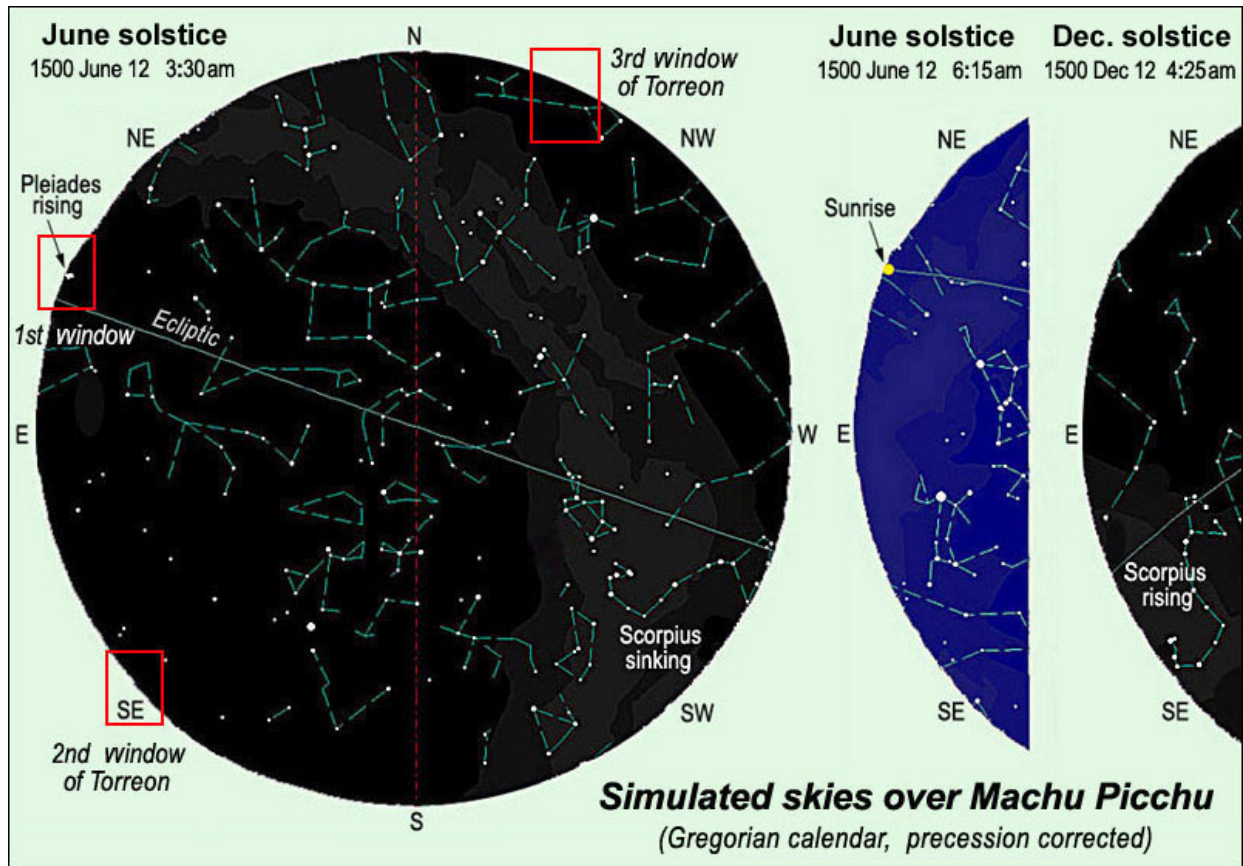 June solstice
1500 June 12 3:30am
N
3rd window
of Torreon
NE
NW
Pleiades
rising
1st window
Ecliptic
E
W
Scorpius
sinking
SE
SW
2nd window
of Torreon
S
June solstice
1500 June 12 6:15am
NE
Sunrise
E
SE
Dec. solstice
1500 Dec 12 4:25am
NE
E
Scorpius
rising
SE
Simulated skies over Machu Picchu
(Gregorian calendar, precession corrected)